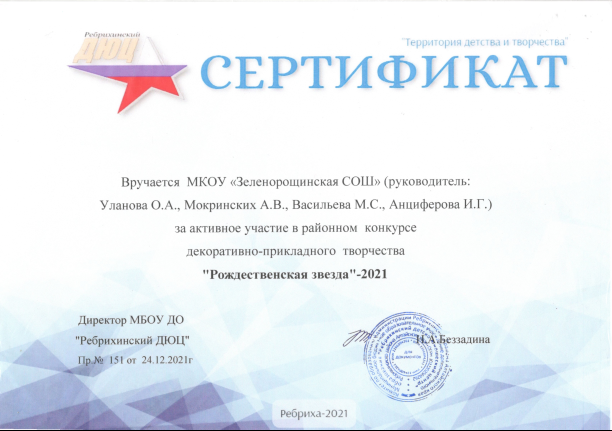 Ребрихинский
ДЮЦ
"Территория детства и творчества"
СЕРТИФИКАТ
Вручается МКОУ «Зеленорощинская СОШ» (руководитель:
Уланова О.А., Мокринских А.В., Васильева М.С., Анциферова И.Г.)
за активное участие в районном конкурсе
декоративно-прикладного творчества
"Рождественская звезда"-2021
Директор МБОУ ДО
"Ребрихинский ДЮЦ"
Н.А.Беззадина
Пр.№ 151 от 24.12.2021г
Для
документов
Ребриха-2021